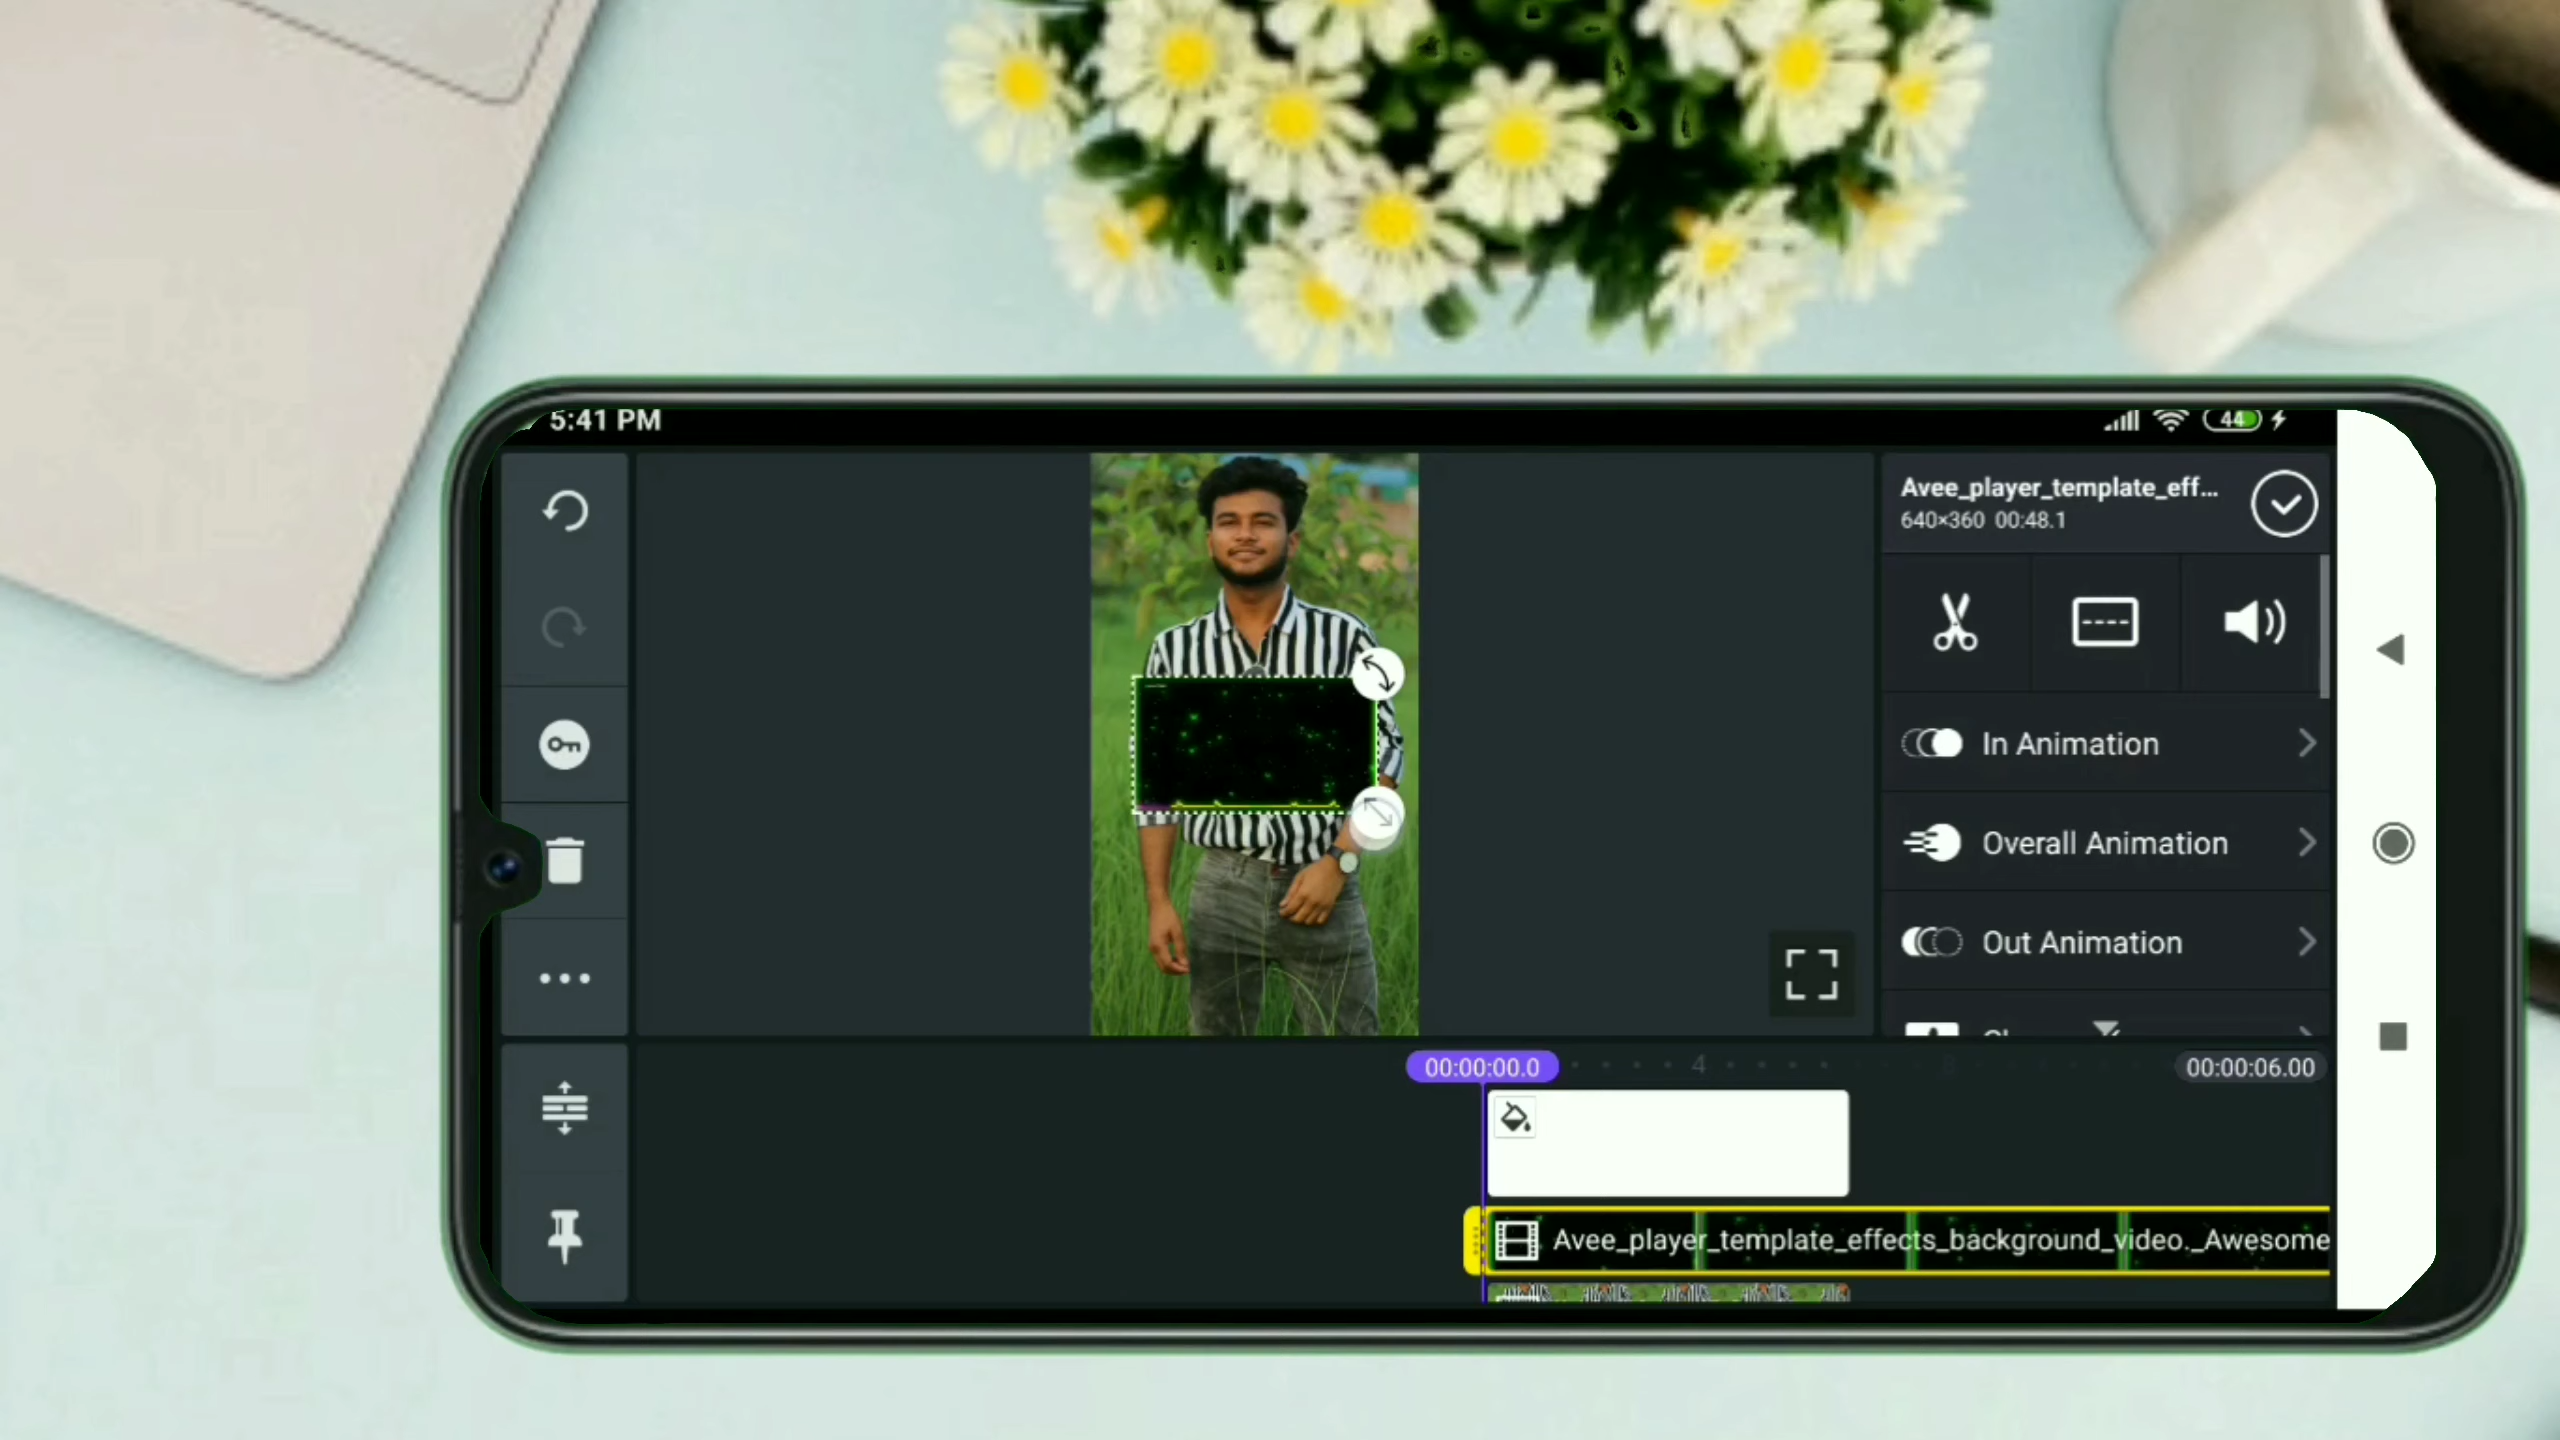 5:41 PM
44
Avee_player_template_eff...
640×360 00:48.1
In Animation
Overall Animation
Out Animation
00:00:00.0
4
8
00:00:06.00
Avee_player_template_effects_background_video._Awesome